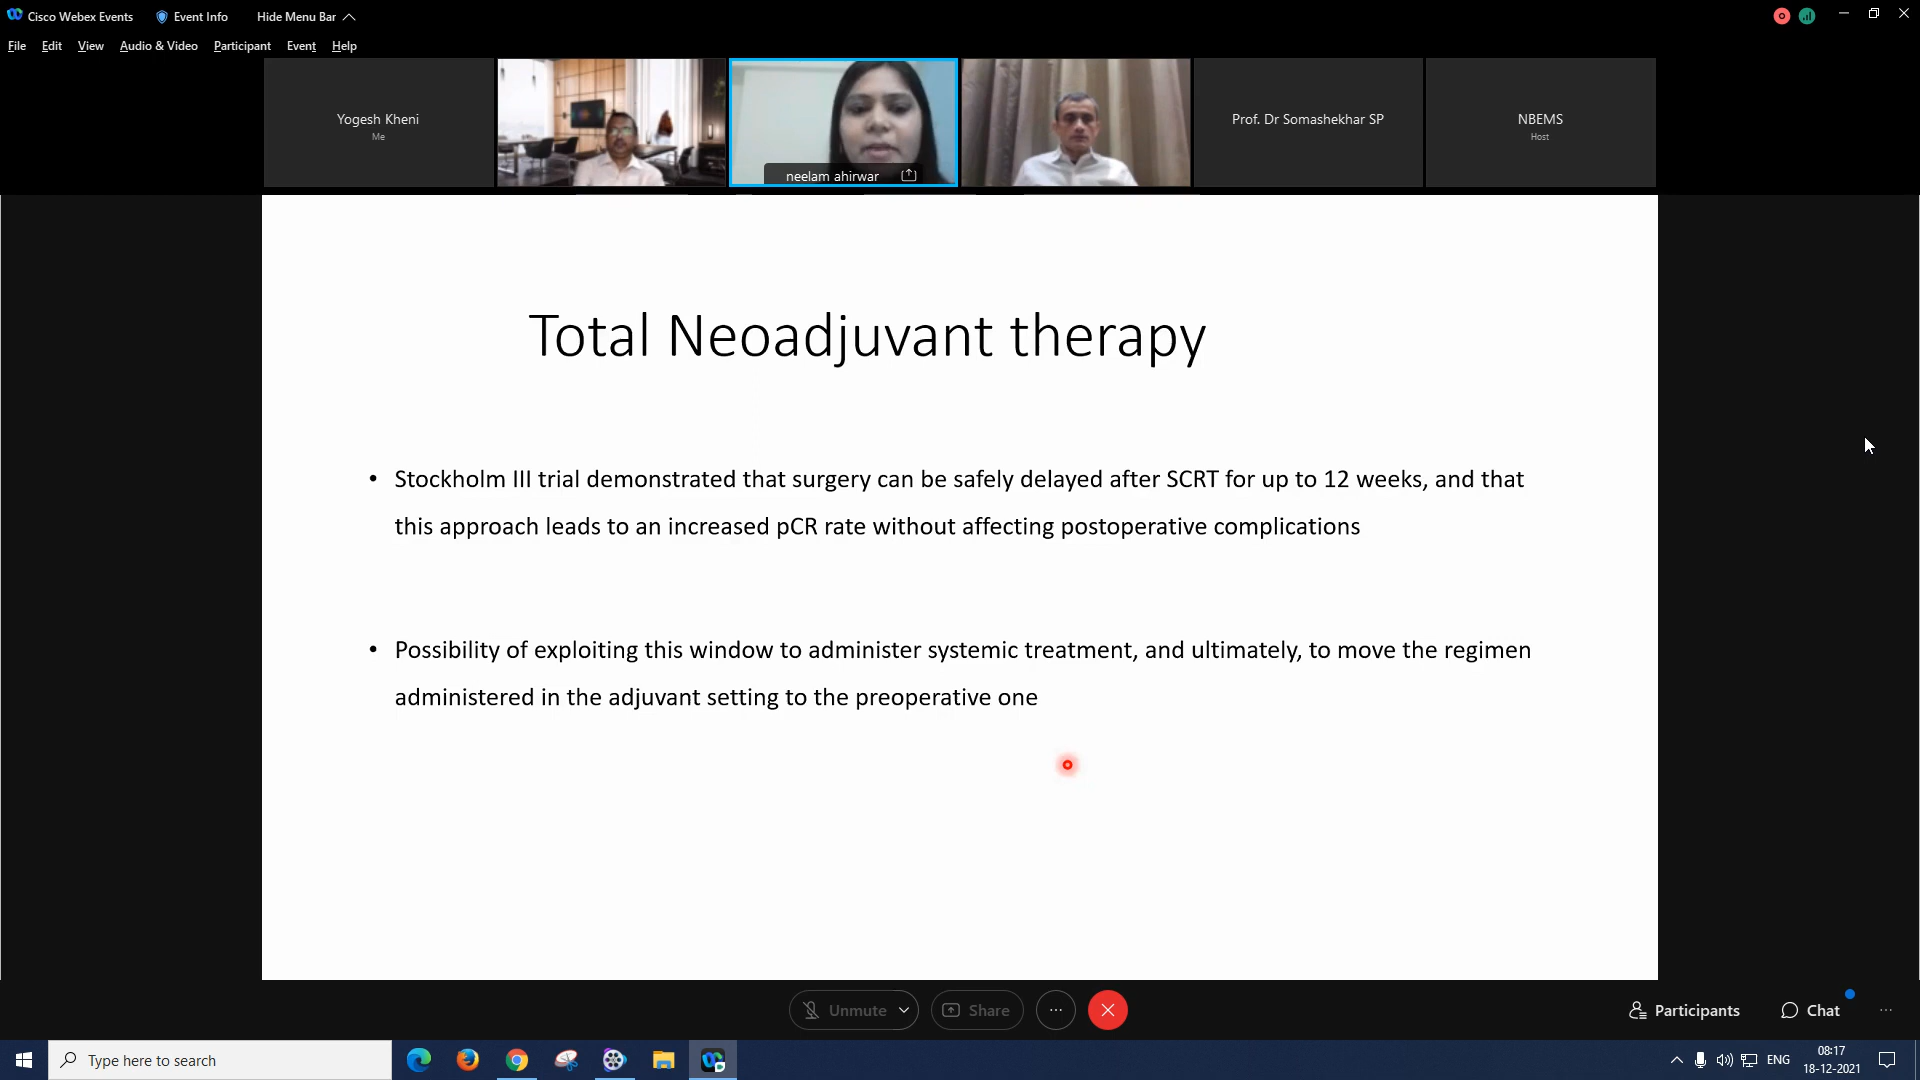 Cisco Webex Events
Event Info
Hide Menu Bar
File Edit View Audio & Video Participant Event Help
Yogesh Kheni
Me
neelam ahirwar
Prof. Dr Somashekhar SP
NBEMS
Host
Total Neoadjuvant therapy
• Stockholm III trial demonstrated that surgery can be safely delayed after SCRT for up to 12 weeks, and that
this approach leads to an increased pCR rate without affecting postoperative complications
• Possibility of exploiting this window to administer systemic treatment, and ultimately, to move the regimen
administered in the adjuvant setting to the preoperative one
Unmute
Share
Participants
Chat
Type here to search
ENG
08:17
18-12-2021